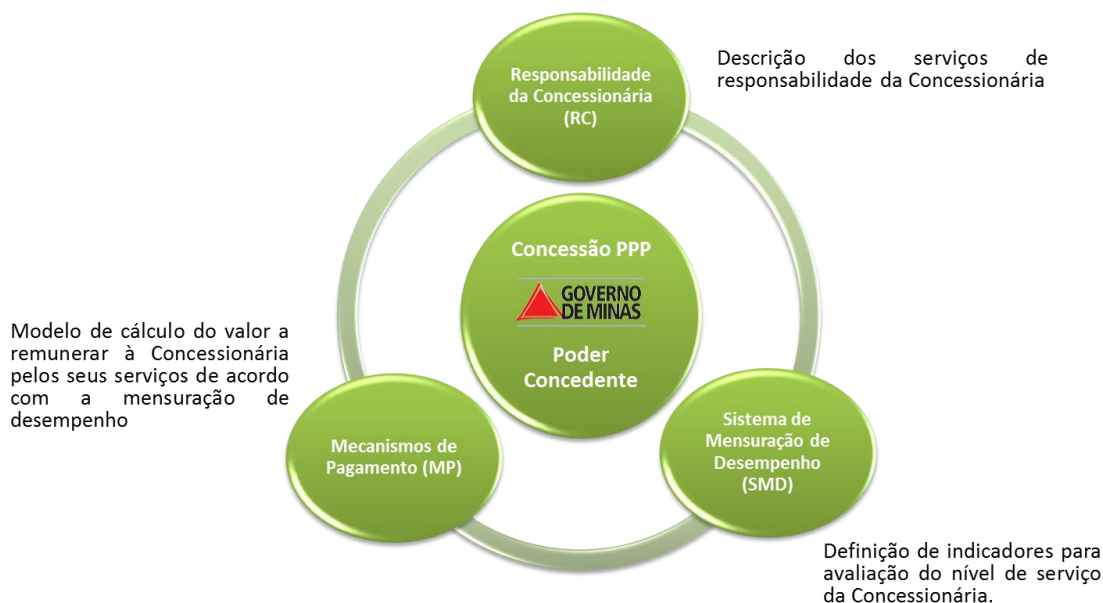 Responsabilidade
da Concessionária
(RC)
Descrição dos serviços de
responsabilidade da Concessionária
Concessão PPP
GOVERNO
DE MINAS
Poder
Concedente
Modelo de cálculo do valor a
remunerar à Concessionária
pelos seus serviços de acordo
com a mensuração de
desempenho
Mecanismos de
Pagamento (MP)
Sistema de
Mensuração de
Desempenho
(SMD)
Definição de indicadores para
avaliação do nível de serviço
da Concessionária.